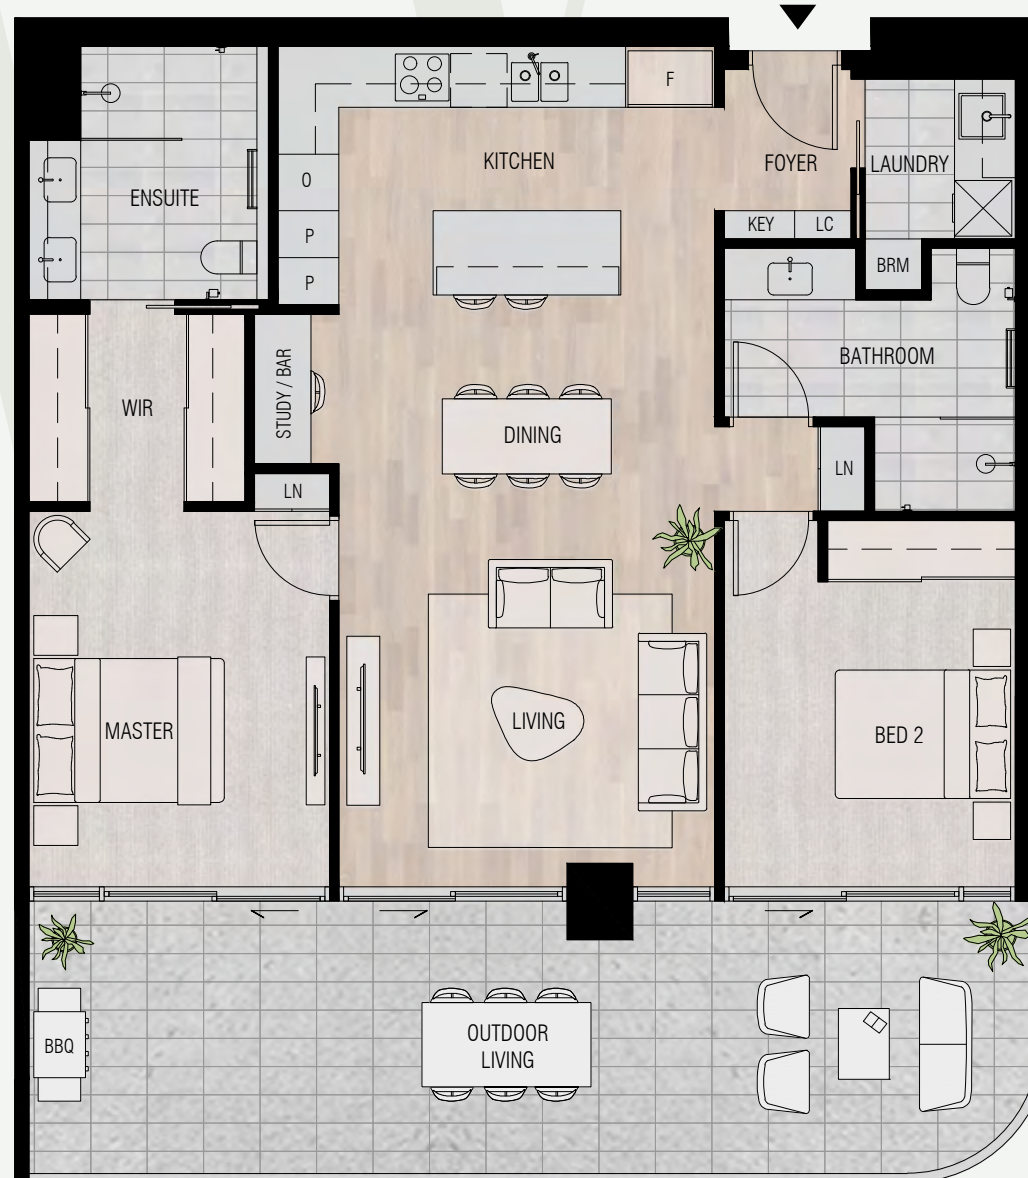 F
KITCHEN
FOYER
LAUNDRY
ENSUITE
O
P
P
KEY
LC
BRM
STUDY / BAR
BATHROOM
WIR
DINING
LN
LN
LIVING
MASTER
BED 2
OUTDOOR
LIVING
BBQ